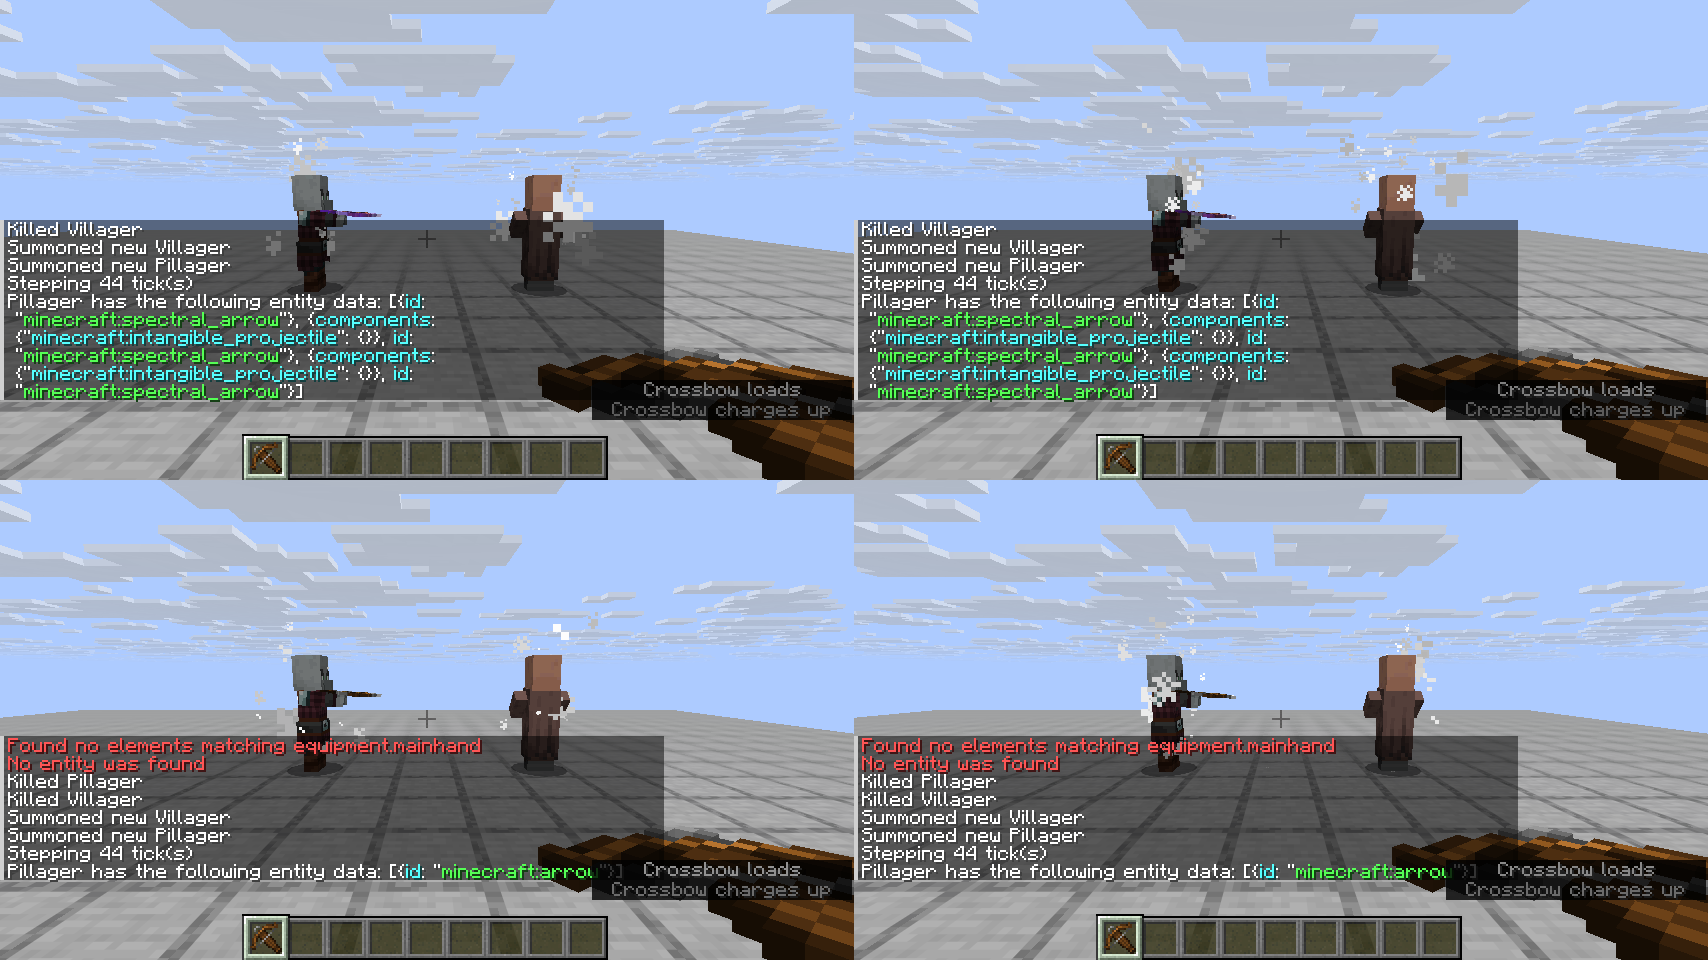 Killed Villager
Summoned new Villager
Summoned new Pillager
Stepping 44 tick(s)
Pillager has the following entity data: [{id:
"minecraft:spectral_arrow"}, {components:
{"minecraft:intangible_projectile": {}}, id:
"minecraft:spectral_arrow"}, {components:
{"minecraft:intangible_projectile": {}}, id:
"minecraft:spectral_arrow"}]
Crossbow loads
Crossbow charges up
Killed Villager
Summoned new Villager
Summoned new Pillager
Stepping 44 tick(s)
Pillager has the following entity data: [{id:
"minecraft:spectral_arrow"}, {components:
{"minecraft:intangible_projectile": {}}, id:
"minecraft:spectral_arrow"}, {components:
{"minecraft:intangible_projectile": {}}, id:
"minecraft:spectral_arrow"}]
Crossbow loads
Crossbow charges up
Found no elements matching equipment.mainhand
No entity was found
Killed Pillager
Killed Villager
Summoned new Villager
Summoned new Pillager
Stepping 44 tick(s)
Pillager has the following entity data: [{id: "minecraft:arrow"}]
Crossbow loads
Crossbow charges up
Found no elements matching equipment.mainhand
No entity was found
Killed Pillager
Killed Villager
Summoned new Villager
Summoned new Pillager
Stepping 44 tick(s)
Pillager has the following entity data: [{id: "minecraft:arrow"}]
Crossbow loads
Crossbow charges up